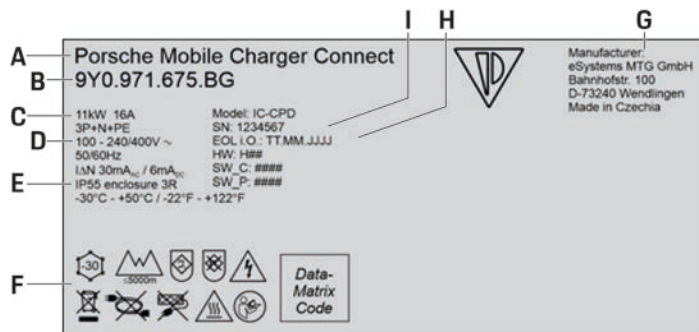 I
H
G
A
Porsche Mobile Charger Connect
B
9Y0.971.675.BG
Manufacturer:
eSystems MTG GmbH
Bahnhofstr. 100
D-73240 Wendlingen
Made in Czechia
C
11kW 16A
3P+N+PE
D
100 - 240/400V ~
50/60Hz
I∆N 30mAAC / 6mADC
E
IP55 enclosure 3R
-30°C - +50°C / -22°F - +122°F
Model: IC-CPD
SN: 1234567
EOL i.O.: TT.MM.JJJJ
HW: H##
SW_C: ####
SW_P: ####
F
-30
≤5000m
Data-
Matrix
Code